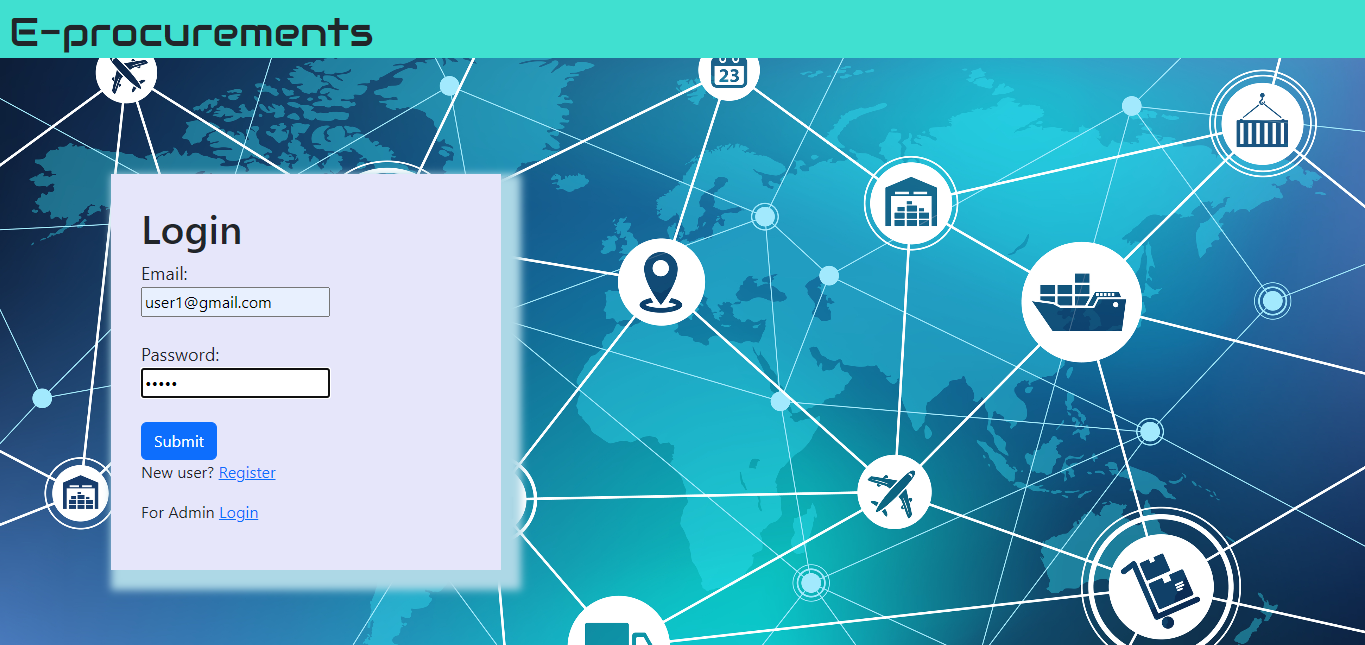 E-procurements
23
Login
Email:
user1@gmail.com
Password:
•••••
Submit
New user? Register
For Admin Login